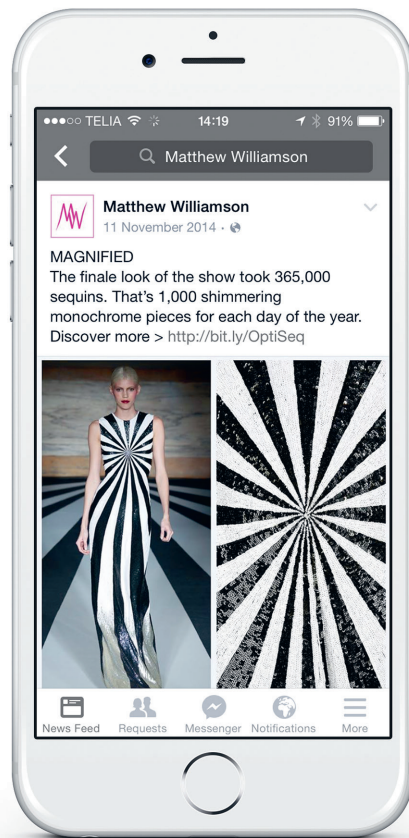 TELIA 14:19 91%
Matthew Williamson
MW
Matthew Williamson
11 November 2014 ·
MAGNIFIED
The finale look of the show took 365,000
sequins. That's 1,000 shimmering
monochrome pieces for each day of the year.
Discover more > http://bit.ly/OptiSeq
News Feed Requests Messenger Notifications More